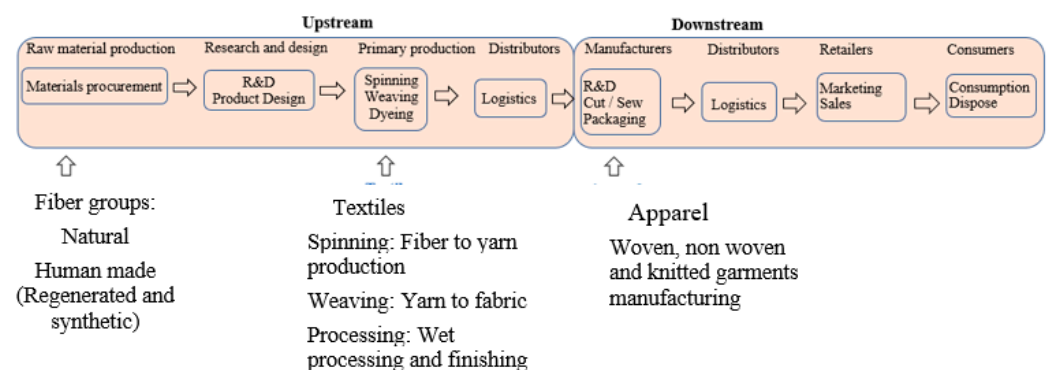 Upstream
Downstream
Raw material production
Research and design
Primary production
Distributors
Manufacturers
Distributors
Retailers
Consumers
Materials procurement
R&D
Product Design
Spinning
Weaving
Dyeing
Logistics
R&D
Cut / Sew
Packaging
Logistics
Marketing
Sales
Consumption
Dispose
Fiber groups:
Natural
Human made
(Regenerated and
synthetic)
Textiles
Spinning: Fiber to yarn
production
Weaving: Yarn to fabric
Processing: Wet
processing and finishing
Apparel
Woven, non woven
and knitted garments
manufacturing